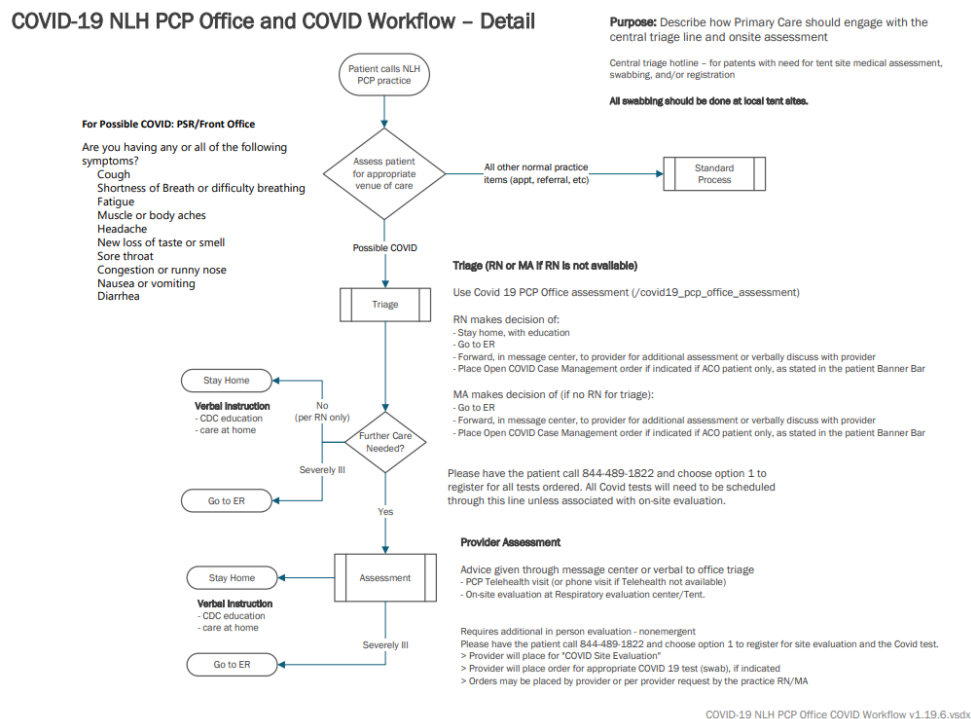 COVID-19 NLH PCP Office and COVID Workflow – Detail
Purpose: Describe how Primary Care should engage with the
central triage line and onsite assessment
Central triage hotline – for patents with need for tent site medical assessment,
swabbing, and/or registration
All swabbing should be done at local tent sites.
Patient calls NLH
PCP practice
For Possible COVID: PSR/Front Office
Are you having any or all of the following
symptoms?
Cough
Shortness of Breath or difficulty breathing
Fatigue
Muscle or body aches
Headache
New loss of taste or smell
Sore throat
Congestion or runny nose
Nausea or vomiting
Diarrhea
Assess patient
for appropriate
venue of care
All other normal practice
items (appt, referral, etc)
Standard
Process
Possible COVID
Triage
Triage (RN or MA if RN is not available)
Use Covid 19 PCP Office assessment (/covid19_pcp_office_assessment)
RN makes decision of:
- Stay home, with education
- Go to ER
- Forward, in message center, to provider for additional assessment or verbally discuss with provider
- Place Open COVID Case Management order if indicated if ACO patient only, as stated in the patient Banner Bar
MA makes decision of (if no RN for triage):
- Go to ER
- Forward, in message center, to provider for additional assessment or verbally discuss with provider
- Place Open COVID Case Management order if indicated if ACO patient only, as stated in the patient Banner Bar
Stay Home
Verbal Instruction
- CDC education
- care at home
No
(per RN only)
Further Care
Needed?
Severely Ill
Go to ER
Yes
Please have the patient call 844-489-1822 and choose option 1 to
register for all tests ordered. All Covid tests will need to be scheduled
through this line unless associated with on-site evaluation.
Provider Assessment
Advice given through message center or verbal to office triage
- PCP Telehealth visit (or phone visit if Telehealth not available)
- On-site evaluation at Respiratory evaluation center/Tent.
Stay Home
Assessment
Verbal Instruction
- CDC education
- care at home
Severely Ill
Go to ER
Requires additional in person evaluation - nonemergent
Please have the patient call 844-489-1822 and choose option 1 to register for site evaluation and the Covid test.
> Provider will place for "COVID Site Evaluation"
> Provider will place order for appropriate COVID 19 test (swab), if indicated
> Orders may be placed by provider or per provider request by the practice RN/MA
COVID-19 NLH PCP Office COVID Workflow v1.19.6.vsdx